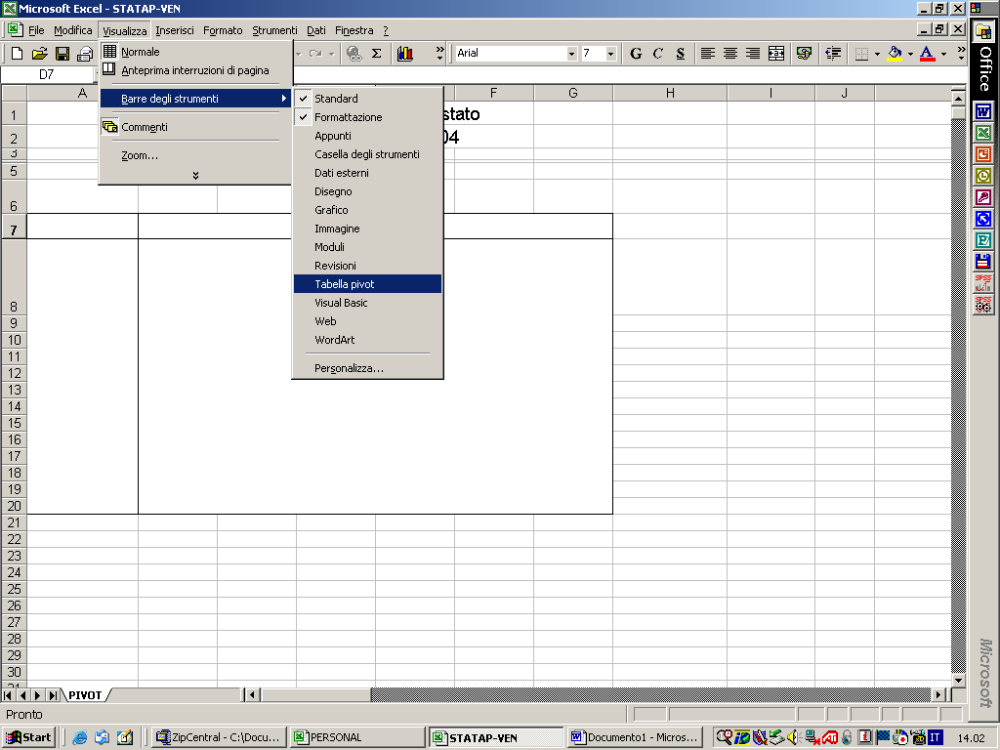 Microsoft Excel - STATAP-VEN
File Modifica Visualizza Inserisci Formato Strumenti Dati Finestra ?
Arial 7 G C S
D7
Normale
Anteprima interruzioni di pagina
Barre degli strumenti
Commenti
Zoom...
Standard
Formattazione
Appunti
Casella degli strumenti
Dati esterni
Disegno
Grafico
Immagine
Moduli
Revisioni
Tabella pivot
Visual Basic
Web
WordArt
Personalizza...
A F G H I J
stato
04
1
2
3
5
6
7
8
9
10
11
12
13
14
15
16
17
18
19
20
21
22
23
24
25
26
27
28
29
30
PIVOT
Pronto
Office
SPSS
SPSS
Microsoft
Start ZipCentral - C:\Docu... PERSONAL STATAP-VEN Documento1 - Micros... IT 14.02